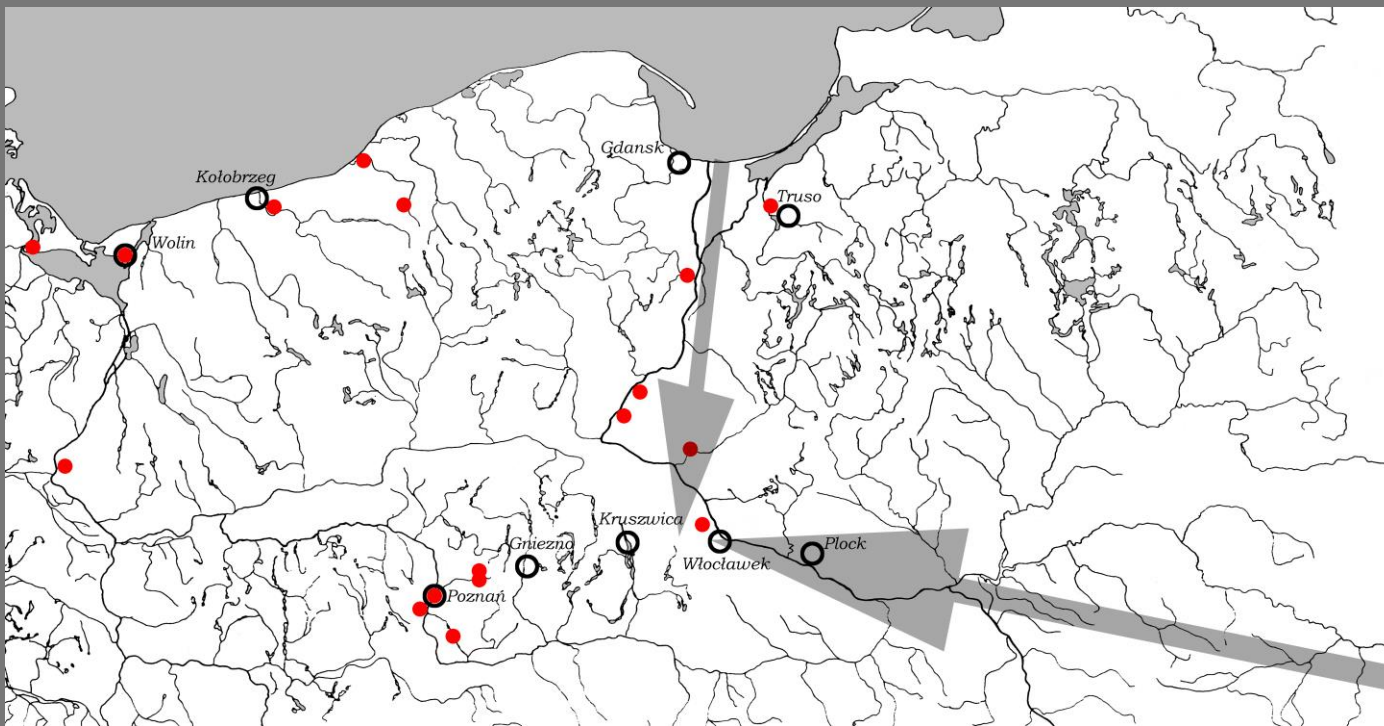 Gdansk
Kołobrzeg
Truso
Wolin
Kruszwica
Gniezno
Włocławek
Plock
Poznań